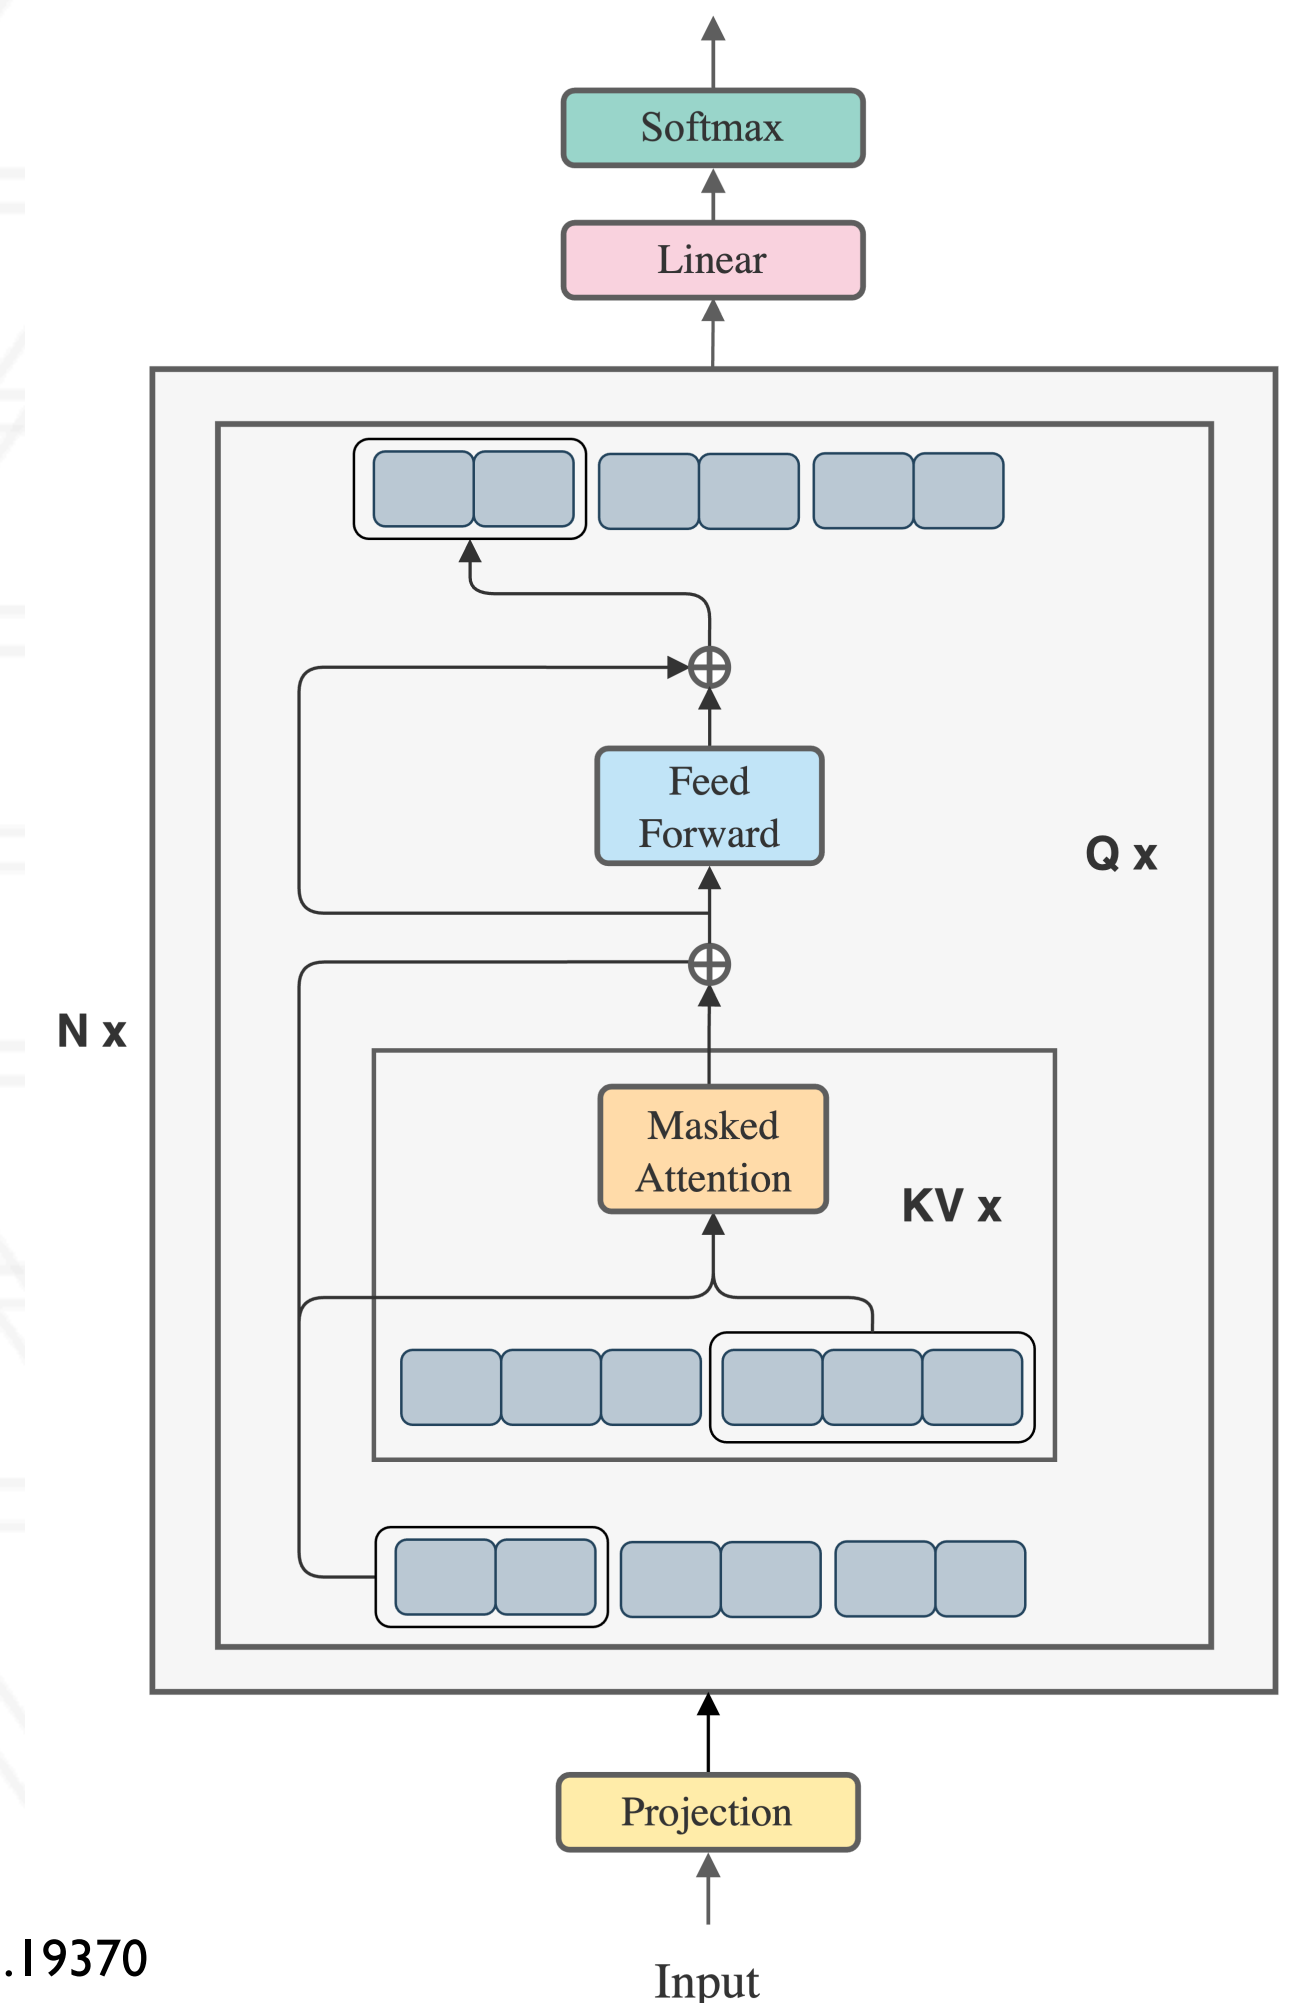 Softmax
Linear
Feed
Forward
Q x
N x
Masked
Attention
KV x
Projection
.19370
Input